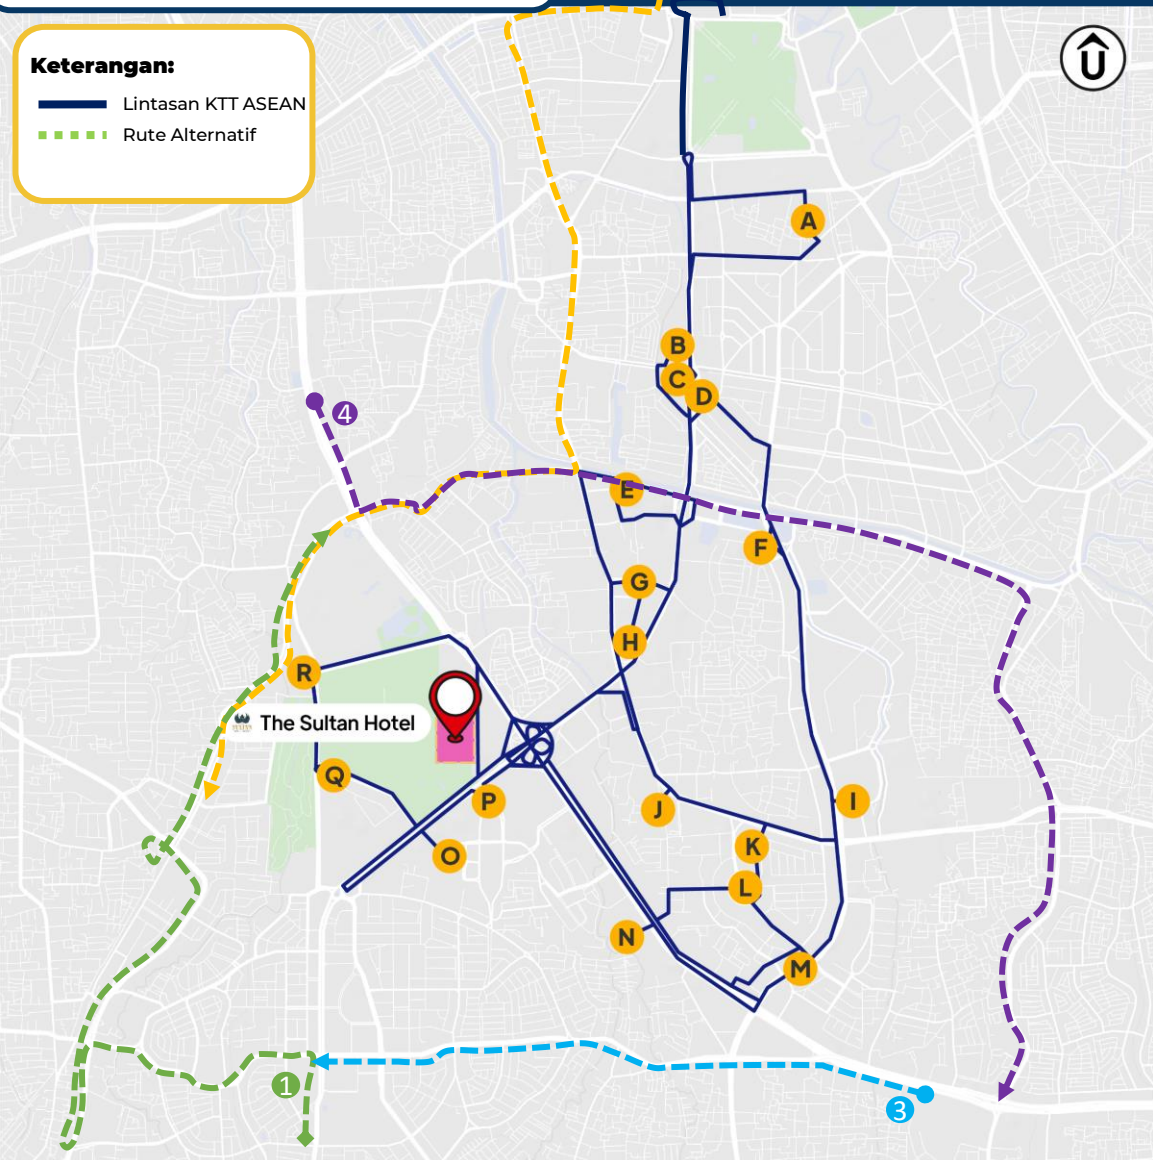 Keterangan:
Lintasan KTT ASEAN
Rute Alternatif
U
A
B
C
D
4
E
F
G
H
R
The Sultan Hotel
Q
P
I
J
O
K
L
N
M
1
3